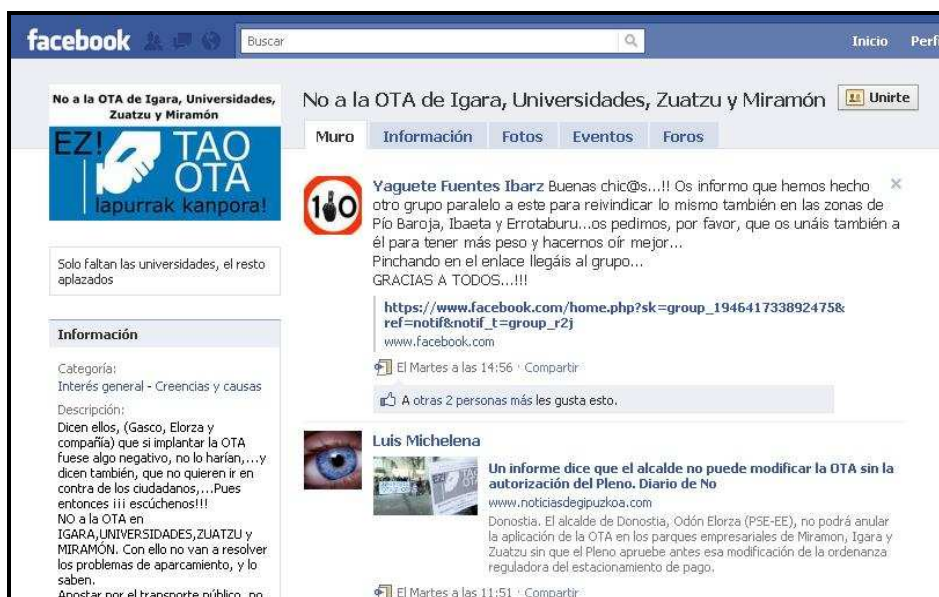 facebook
Buscar
Inicio
No a la OTA de Igara, Universidades,
Zuatzu y Miramón
EZ! TAO
OTA
lapurrak kanpora!
Solo faltan las universidades, el resto
aplazados
Información
Categoría:
Interés general - Creencias y causas
Descripción:
Dicen ellos, (Gasco, Elorza y
compañía) que si implantar la OTA
fuese algo negativo, no lo harían,...y
dicen también, que no quieren ir en
contra de los ciudadanos,...Pues
entonces ¡¡¡ escúchenos!!!
NO a la OTA en
IGARA,UNIVERSIDADES,ZUATZU y
MIRAMÓN. Con ello no van a resolver
los problemas de aparcamiento, y lo
saben.
Apostar por el transporte público, no
No a la OTA de Igara, Universidades, Zuatzu y Miramón
Unirte
Muro Información Fotos Eventos Foros
Yaguete Fuentes Ibarz Buenas chic@s...!! Os informo que hemos hecho
otro grupo paralelo a este para reivindicar lo mismo también en las zonas de
Pío Baroja, Ibaeta y Errotaburu...os pedimos, por favor, que os unáis también a
él para tener más peso y hacernos oír mejor...
Pinchando en el enlace llegáis al grupo...
GRACIAS A TODOS...!!!
https://www.facebook.com/home.php?sk=group_194641733892475&
ref=notif&notif_t=group_r2j
www.facebook.com
El Martes a las 14:56 · Compartir
A otras 2 personas más les gusta esto.
Luis Michelena
Un informe dice que el alcalde no puede modificar la OTA sin la
autorización del Pleno. Diario de No
www.noticiasdegipuzkoa.com
Donostia. El alcalde de Donostia, Odón Elorza (PSE-EE), no podrá anular
la aplicación de la OTA en los parques empresariales de Miramon, Igara y
Zuatzu sin que el Pleno apruebe antes esa modificación de la ordenanza
reguladora del estacionamiento de pago.
El Martes a las 11:51 · Compartir